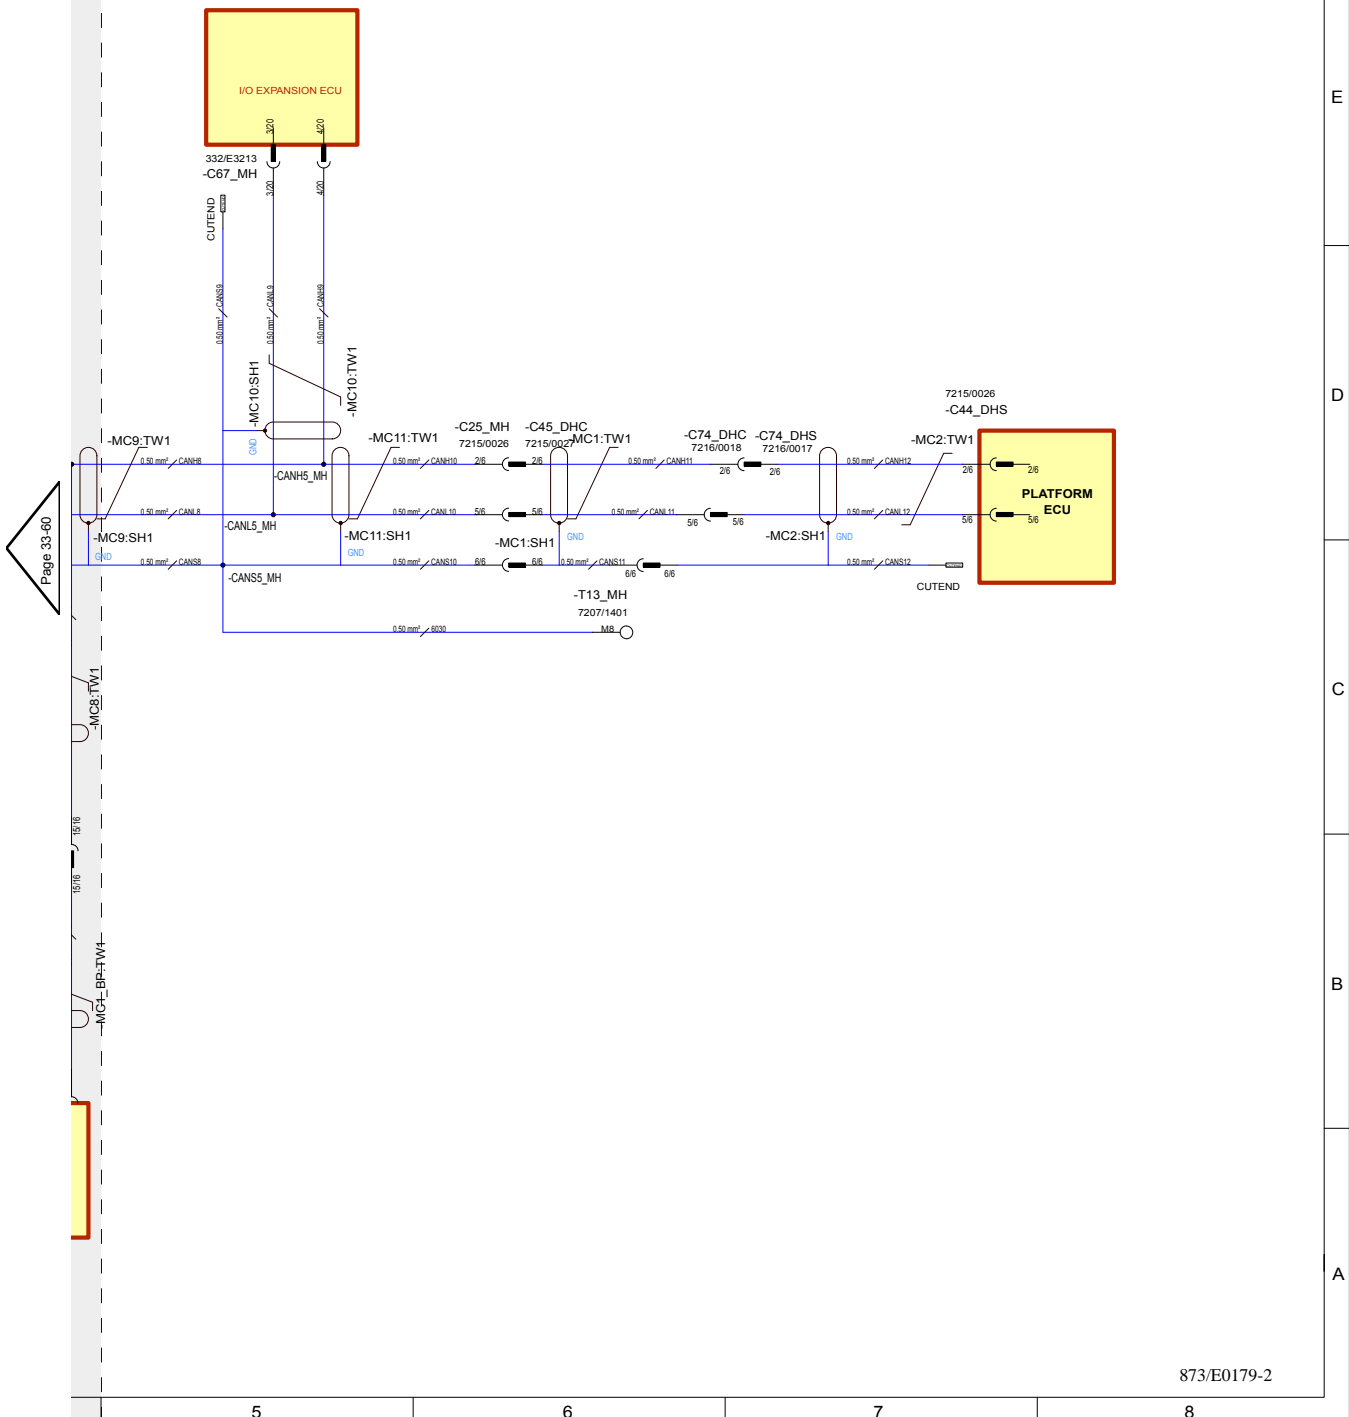 I/O EXPANSION ECU
E
3/20
4/20
332/E3213
-C67_MH
3/20
4/20
CUTEND
0.50 mm² CANS9
0.50 mm² CANL9
0.50 mm² CANH9
-MC10:SH1
-MC10:TW1
GND
7215/0026
-C44_DHS
D
-MC9:TW1
-MC11:TW1
-C25_MH
7215/0026
-C45_DHC
7215/0027
-MC1:TW1
-C74_DHC
7216/0018
-C74_DHS
7216/0017
-MC2:TW1
0.50 mm² CANH8
-CANH5_MH
0.50 mm² CANH10
2/6
2/6
0.50 mm² CANH11
2/6
2/6
0.50 mm² CANH12
2/6
2/6
PLATFORM
ECU
0.50 mm² CANL8
-CANL5_MH
0.50 mm² CANL10
5/6
5/6
0.50 mm² CANL11
5/6
5/6
0.50 mm² CANL12
5/6
5/6
-MC9:SH1
GND
-MC11:SH1
GND
-MC1:SH1
GND
-MC2:SH1
GND
Page 33-60
0.50 mm² CANS8
-CANS5_MH
0.50 mm² CANS10
6/6
6/6
0.50 mm² CANS11
6/6
6/6
0.50 mm² CANS12
CUTEND
-T13_MH
7207/1401
0.50 mm² 6030
M8
C
-MC8:TW1
15/16
15/16
B
-MC1_BP:TW1
A
873/E0179-2
5
6
7
8